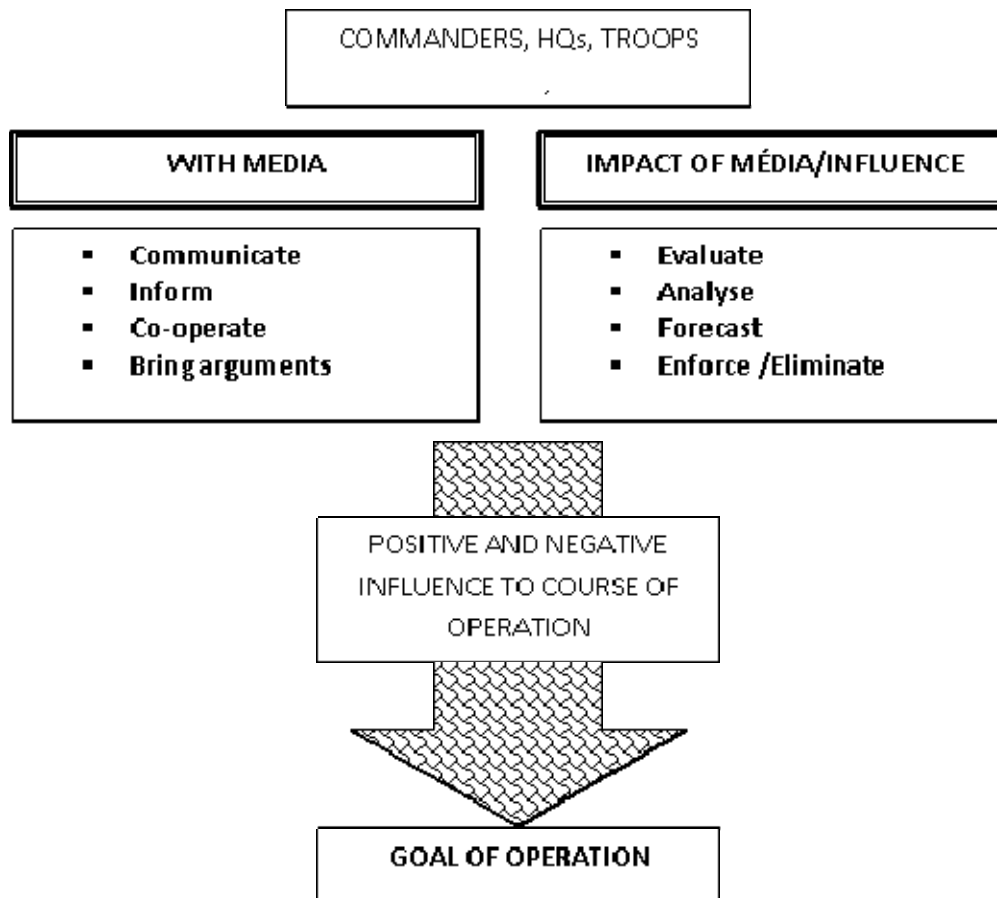 COMMANDERS, HQs, TROOPS
WITH MEDIA
▪ Communicate
▪ Inform
▪ Co-operate
▪ Bring arguments
IMPACT OF MÉDIA/INFLUENCE
▪ Evaluate
▪ Analyse
▪ Forecast
▪ Enforce /Eliminate
POSITIVE AND NEGATIVE
INFLUENCE TO COURSE OF
OPERATION
GOAL OF OPERATION